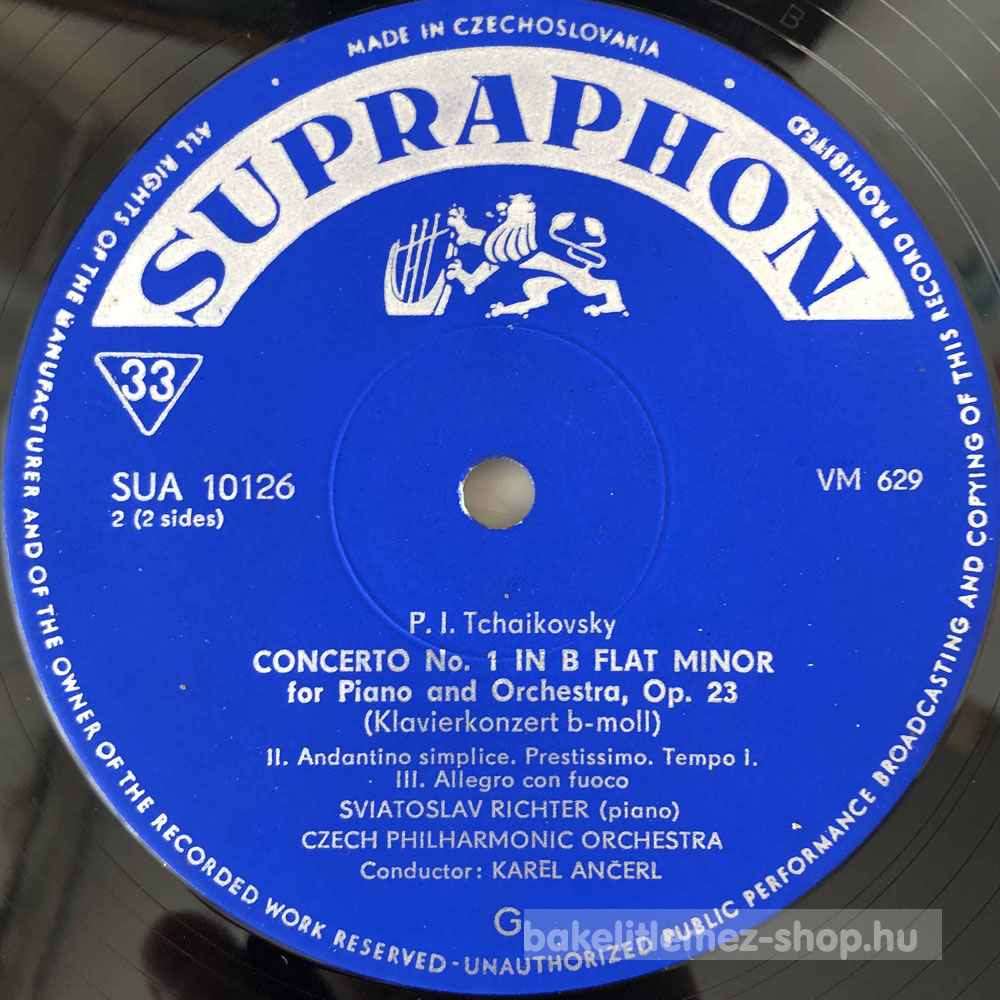 B
MADE IN CZECHOSLOVAKIA
SUPRAPHON
33
SUA 10126
2 (2 sides)
VM 629
P. I. Tchaikovsky
CONCERTO No. 1 IN B FLAT MINOR
for Piano and Orchestra, Op. 23
(Klavierkonzert b-moll)
II. Andantino simplice. Prestissimo. Tempo I.
III. Allegro con fuoco
SVIATOSLAV RICHTER (piano)
CZECH PHILHARMONIC ORCHESTRA
Conductor: KAREL ANČERL
G
ALL RIGHTS OF THE MANUFACTURER AND OF THE OWNER OF THE RECORDED WORK RESERVED - UNAUTHORIZED PUBLIC PERFORMANCE BROADCASTING AND COPYING OF THIS RECORD PROHIBITED
bakelitlemez-shop.hu